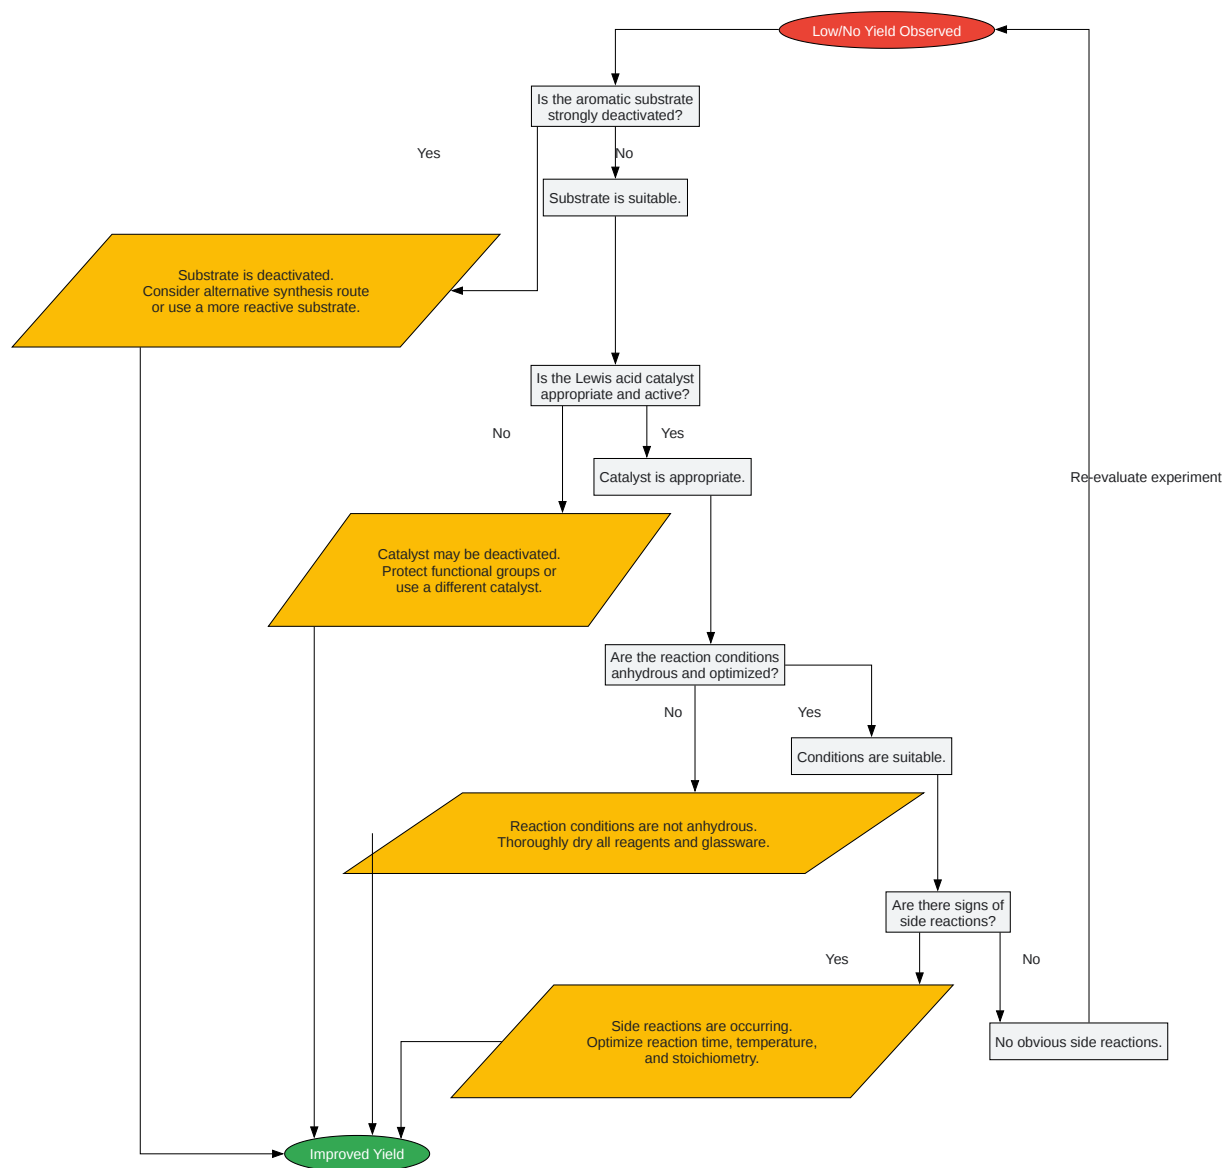 Low/No Yield Observed
Is the aromatic substrate
strongly deactivated?
Yes
No
Substrate is suitable.
Substrate is deactivated.
Consider alternative synthesis route
or use a more reactive substrate.
Is the Lewis acid catalyst
appropriate and active?
No
Yes
Catalyst is appropriate.
Re-evaluate experiment
Catalyst may be deactivated.
Protect functional groups or
use a different catalyst.
Are the reaction conditions
anhydrous and optimized?
No
Yes
Conditions are suitable.
Reaction conditions are not anhydrous.
Thoroughly dry all reagents and glassware.
Are there signs of
side reactions?
Yes
No
Side reactions are occurring.
Optimize reaction time, temperature,
and stoichiometry.
No obvious side reactions.
Improved Yield